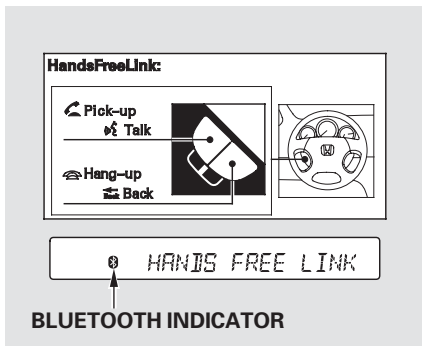 HandsFreeLink:
Pick-up
Talk
Hang-up
Back
HANDS FREE LINK
BLUETOOTH INDICATOR